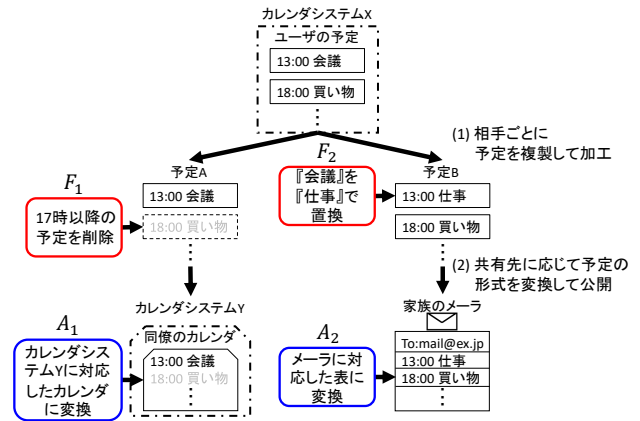 カレンダシステムX
ユーザの予定
13:00 会議
18:00 買い物
(1) 相手ごとに
予定を複製して加工
F1
予定A
13:00 会議
17時以降の
予定を削除
18:00 買い物
F2
『会議』を
『仕事』で
置換
予定B
13:00 仕事
18:00 買い物
(2) 共有先に応じて予定の
形式を変換して公開
カレンダシステムY
A1
カレンダシス
テムYに対応
したカレンダ
に変換
同僚のカレンダ
13:00 会議
18:00 買い物
A2
メーラに対
応した表に
変換
家族のメーラ
To:mail@ex.jp
13:00 仕事
18:00 買い物